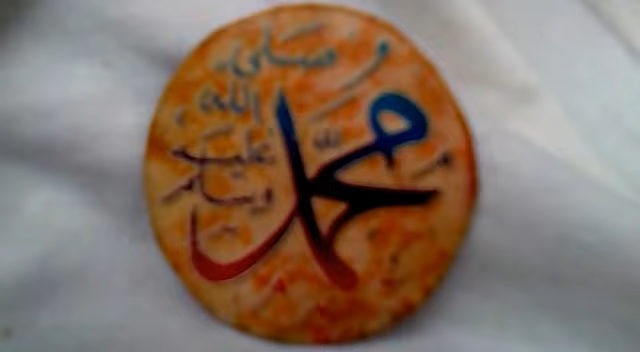 محمد
صلى
الله
عليه
وسلم